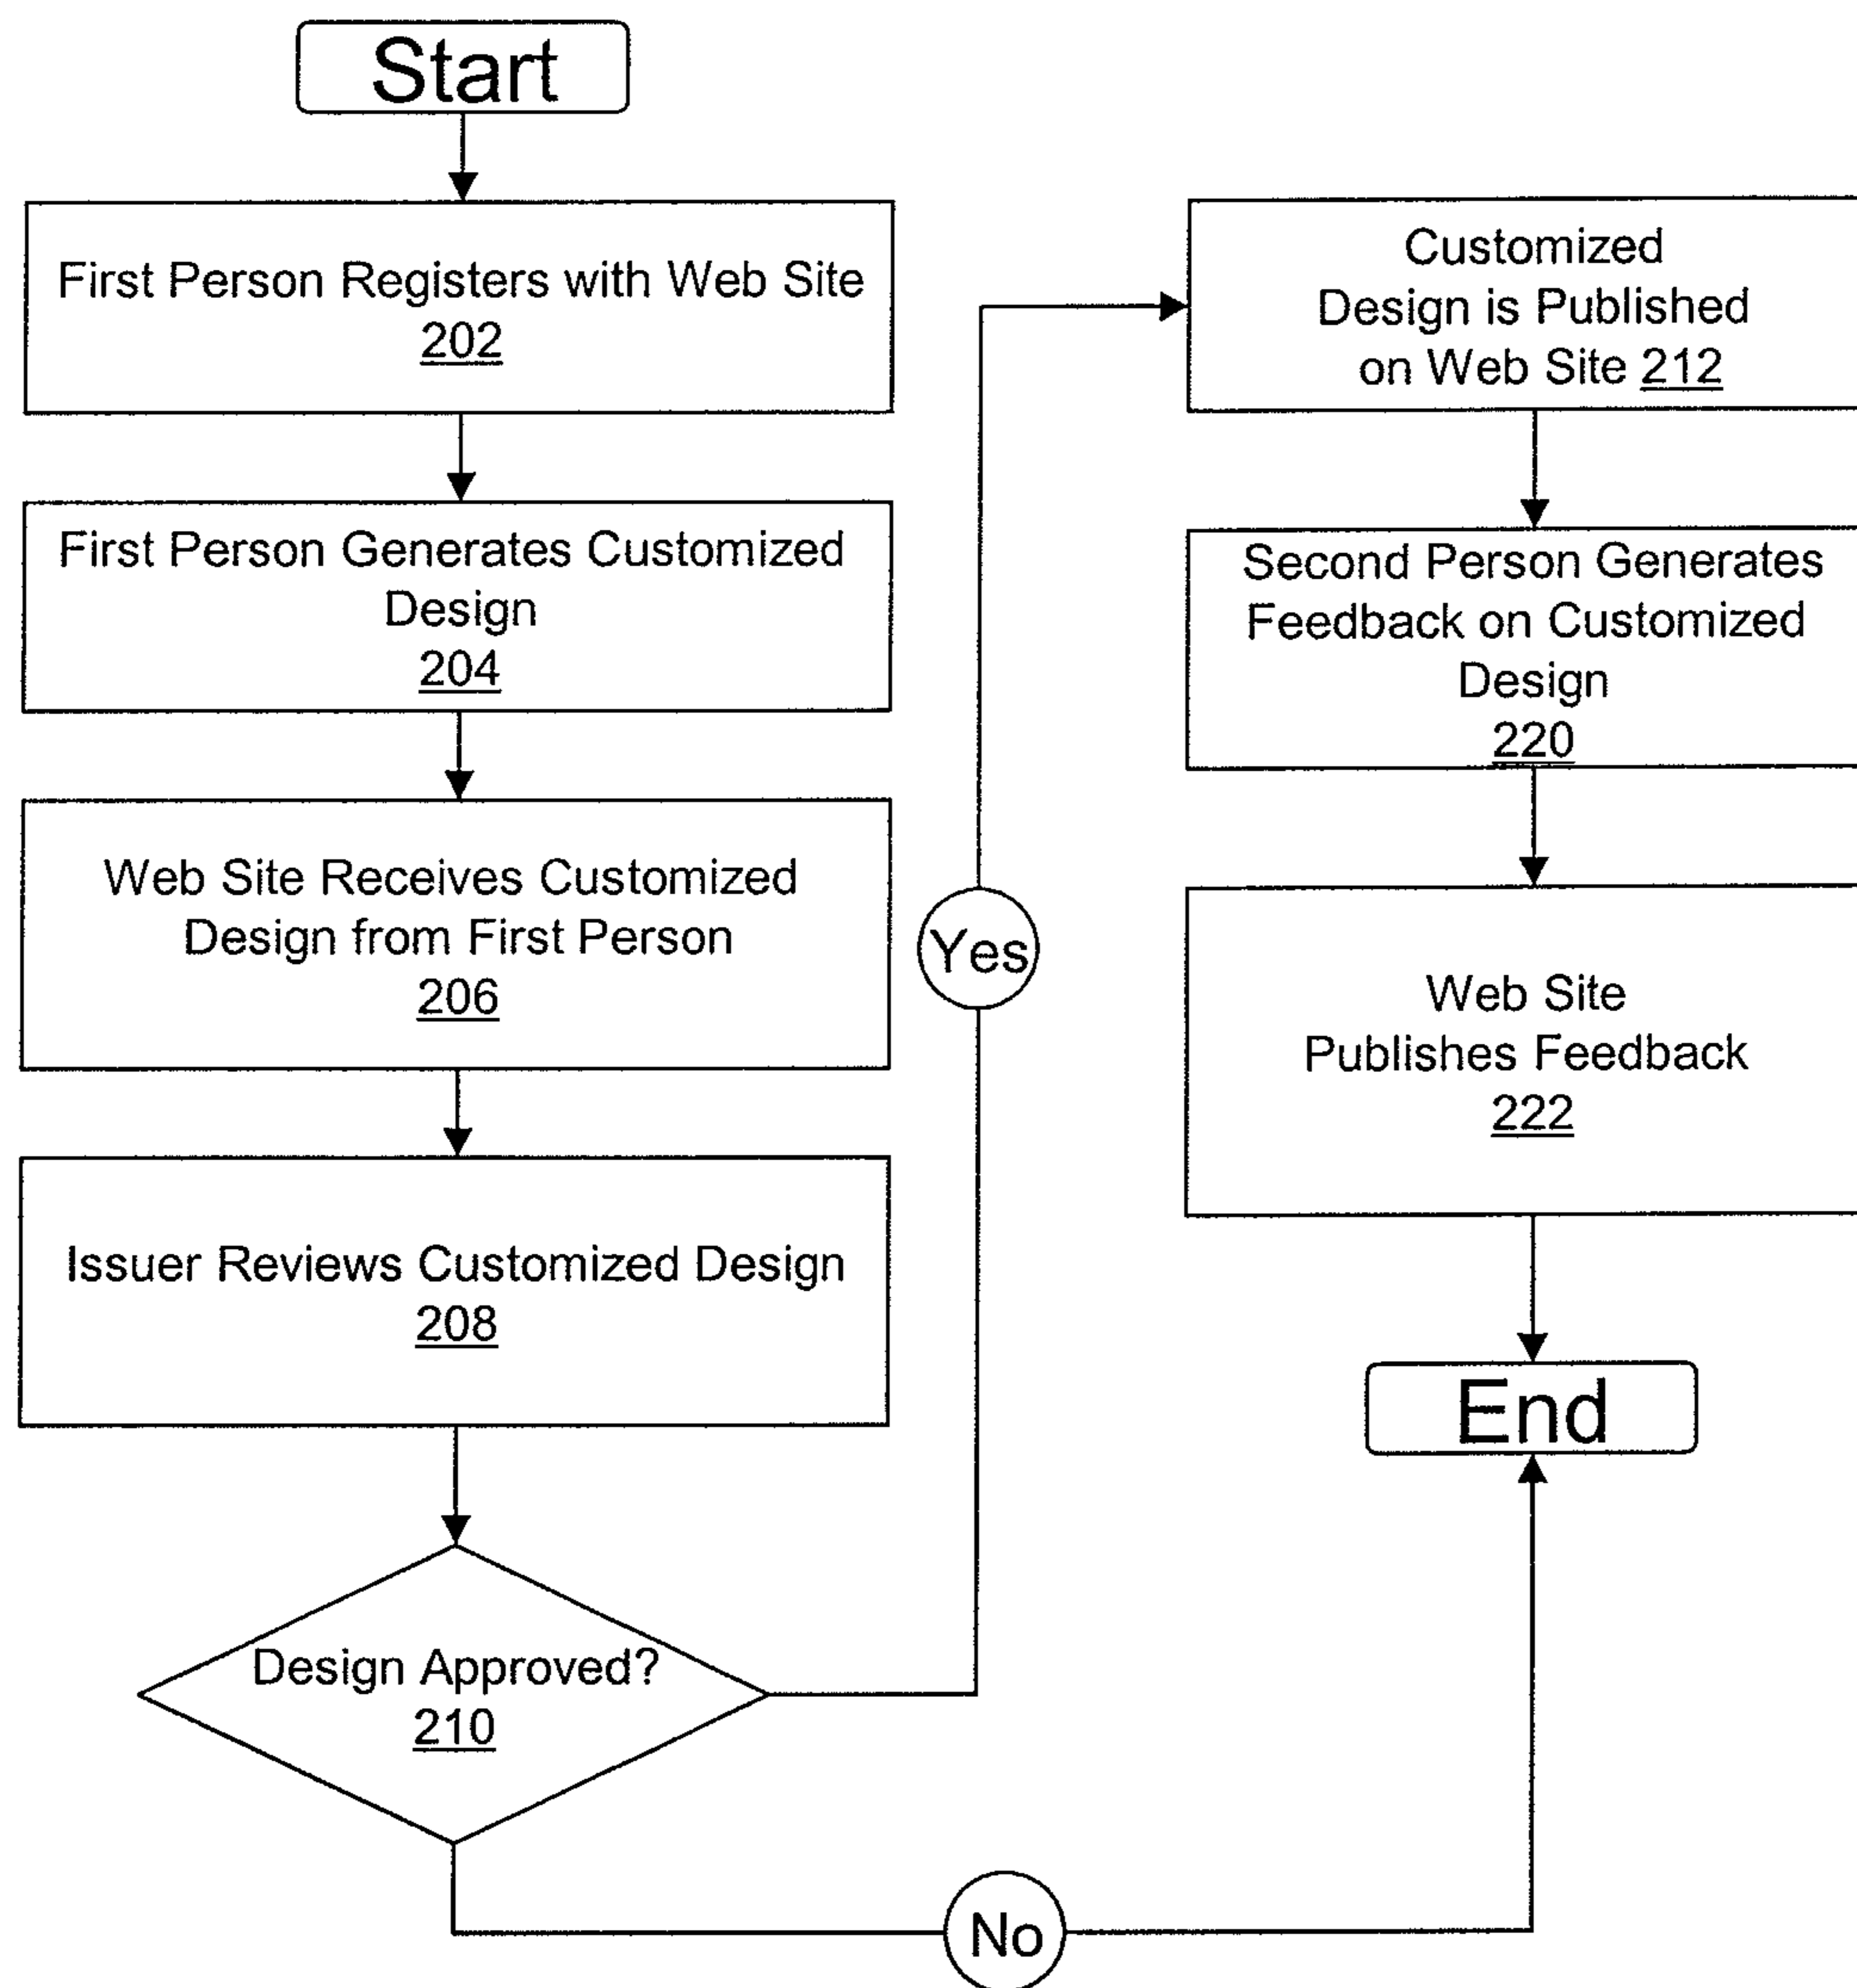 Start
First Person Registers with Web Site
202
First Person Generates Customized
Design
204
Web Site Receives Customized
Design from First Person
206
Issuer Reviews Customized Design
208
Design Approved?
210
Yes
No
Customized
Design is Published
on Web Site 212
Second Person Generates
Feedback on Customized
Design
220
Web Site
Publishes Feedback
222
End